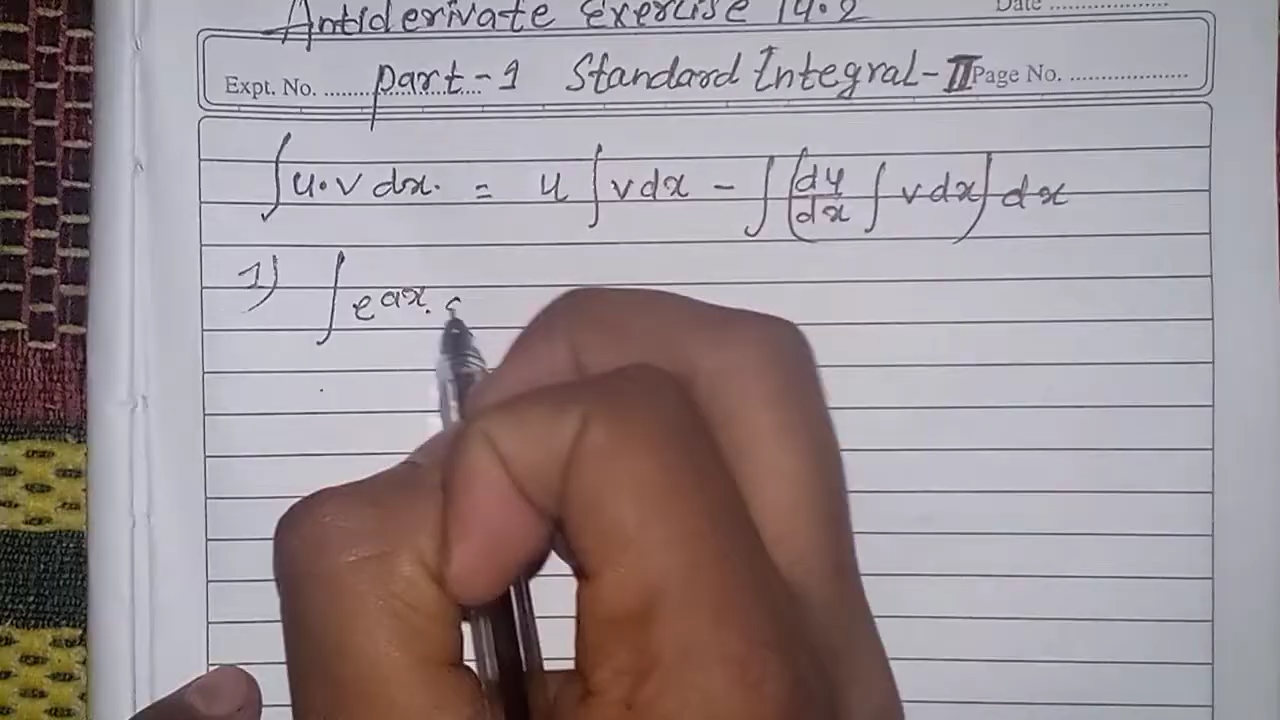 Antiderivate Exercise 14.2 Date
Expt. No. part-1 Standard Integral-II Page No.
∫u.v dx. = u ∫v dx - ∫(du/dx ∫v dx) dx
1) ∫e^ax.